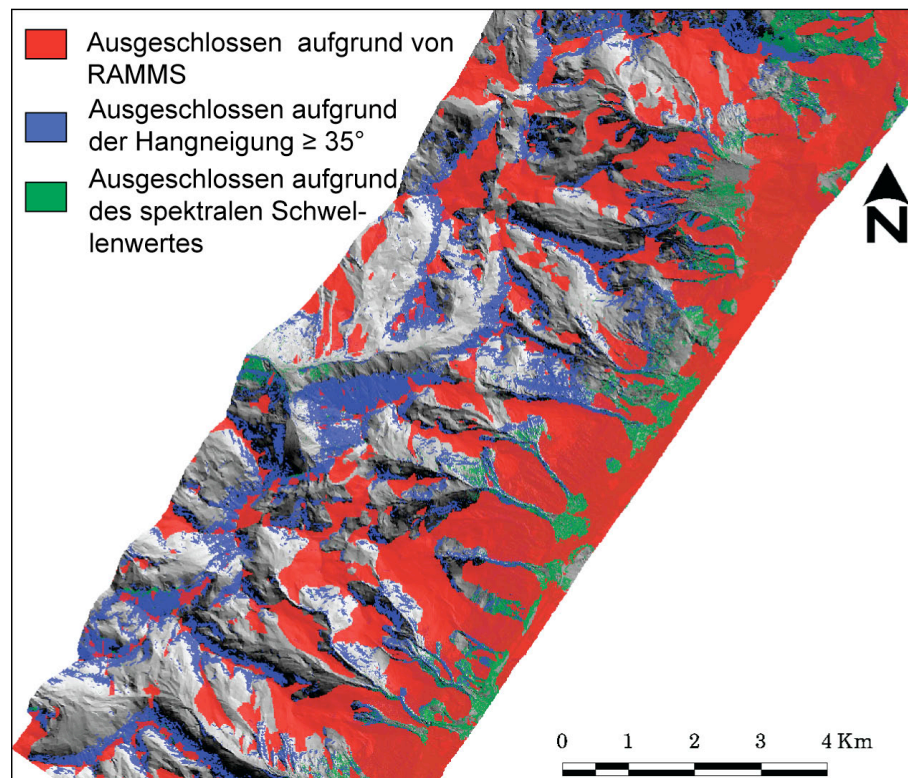 Ausgeschlossen aufgrund von
RAMMS
Ausgeschlossen aufgrund
der Hangneigung ≥ 35°
Ausgeschlossen aufgrund
des spektralen Schwel-
lenwertes
N
0 1 2 3 4 Km